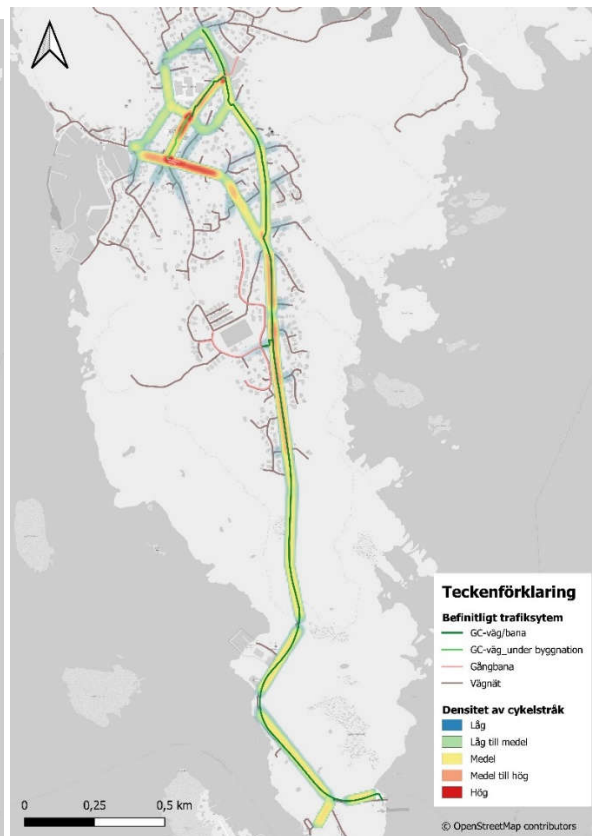 Teckenförklaring
Befinitligt trafiksytem
GC-väg/bana
GC-väg_under byggnation
Gångbana
Vägnät
Densitet av cykelstråk
Låg
Låg till medel
Medel
Medel till hög
Hög
0 0,25 0,5 km
© OpenStreetMap contributors